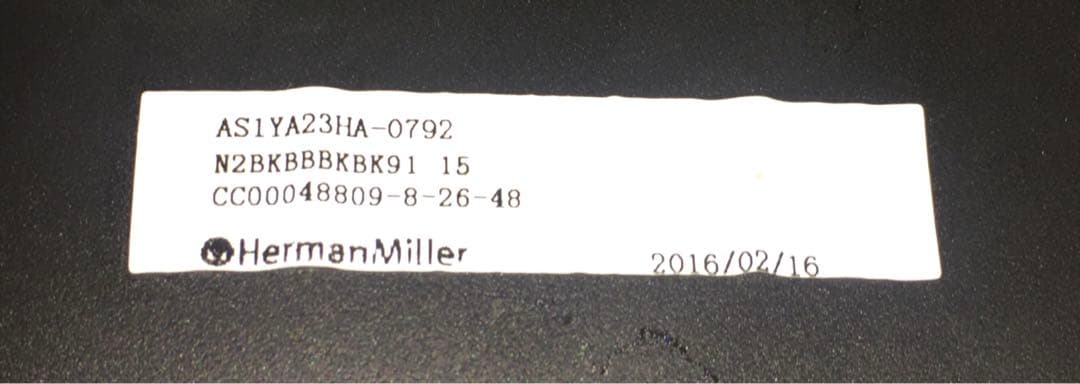 AS1YA23HA-0792
N2BKBBBKBK91 15
CC00048809-8-26-48
HermanMiller 2016/02/16